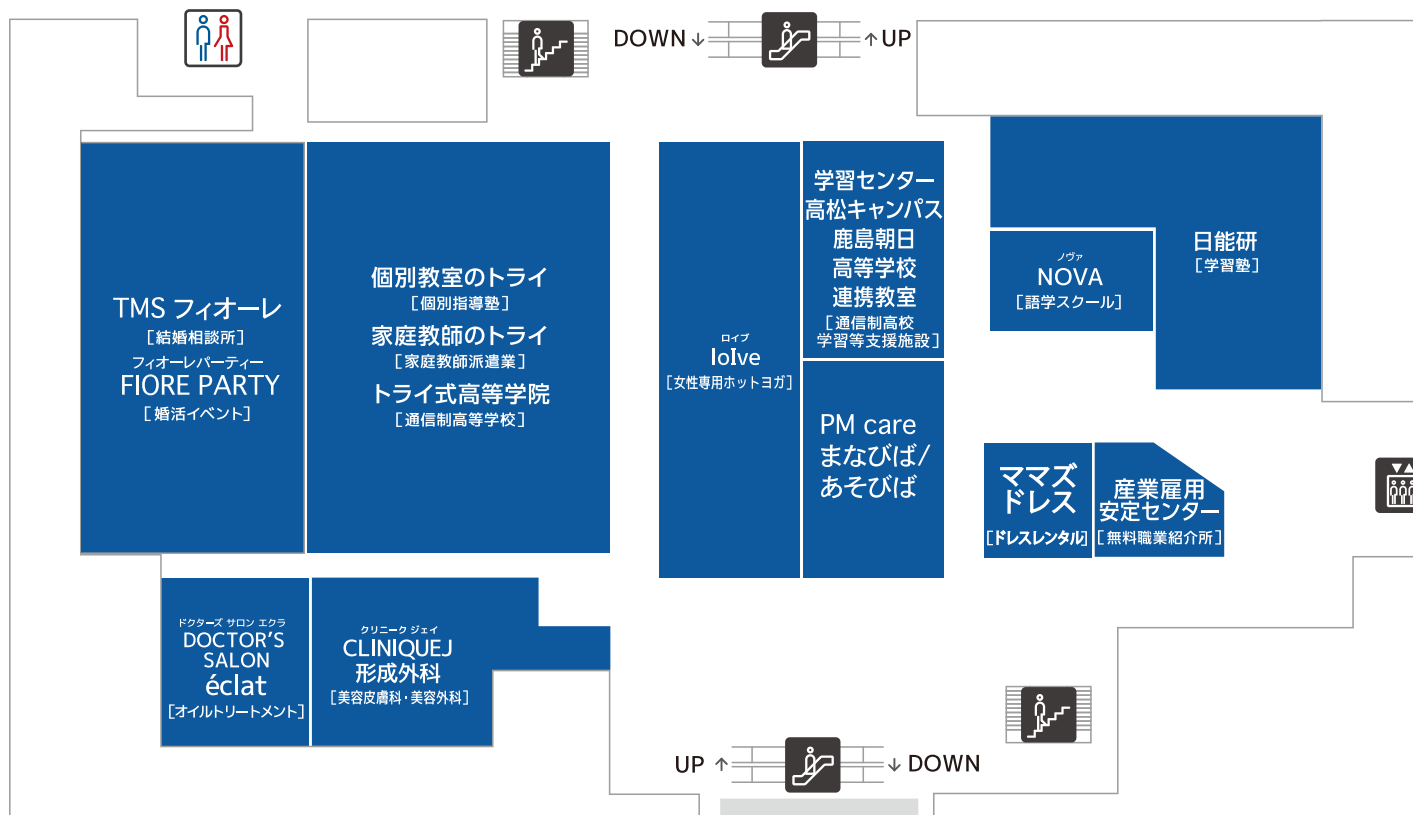 DOWN ↓
↑ UP
TMS フィオーレ
[結婚相談所]
フィオーレパーティー
FIORE PARTY
[婚活イベント]
個別教室のトライ
[個別指導塾]
家庭教師のトライ
[家庭教師派遣業]
トライ式高等学院
[通信制高等学校]
ロイブ
loIve
[女性専用ホットヨガ]
学習センター
高松キャンパス
鹿島朝日
高等学校
連携教室
[通信制高校
学習等支援施設]
PM care
まなびば/
あそびば
ノヴァ
NOVA
[語学スクール]
日能研
[学習塾]
ママズ
ドレス
[ドレスレンタル]
産業雇用
安定センター
[無料職業紹介所]
ドクターズ サロン エクラ
DOCTOR'S
SALON
éclat
[オイルトリートメント]
クリニーク ジェイ
CLINIQUEJ
形成外科
[美容皮膚科・美容外科]
UP ↑
↓ DOWN